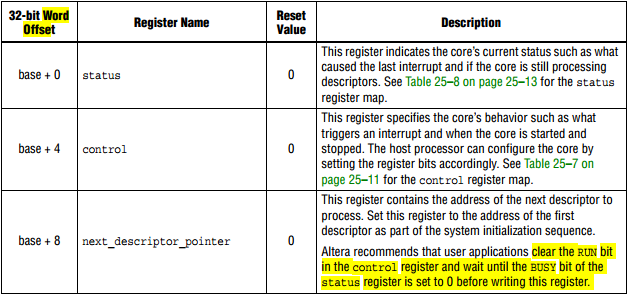 32-bit Word
Offset
Register Name
Reset
Value
Description
base + 0
status
0
This register indicates the core's current status such as what
caused the last interrupt and if the core is still processing
descriptors. See Table 25–8 on page 25–13 for the status
register map.
base + 4
control
0
This register specifies the core's behavior such as what
triggers an interrupt and when the core is started and
stopped. The host processor can configure the core by
setting the register bits accordingly. See Table 25–7 on
page 25–11 for the control register map.
base + 8
next_descriptor_pointer
0
This register contains the address of the next descriptor to
process. Set this register to the address of the first
descriptor as part of the system initialization sequence.
Altera recommends that user applications clear the RUN bit
in the control register and wait until the BUSY bit of the
status register is set to 0 before writing this register.